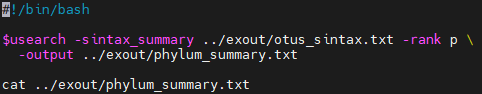 #!/bin/bash
$usearch -sintax_summary ../exout/otus_sintax.txt -rank p \
-output ../exout/phylum_summary.txt
cat ../exout/phylum_summary.txt